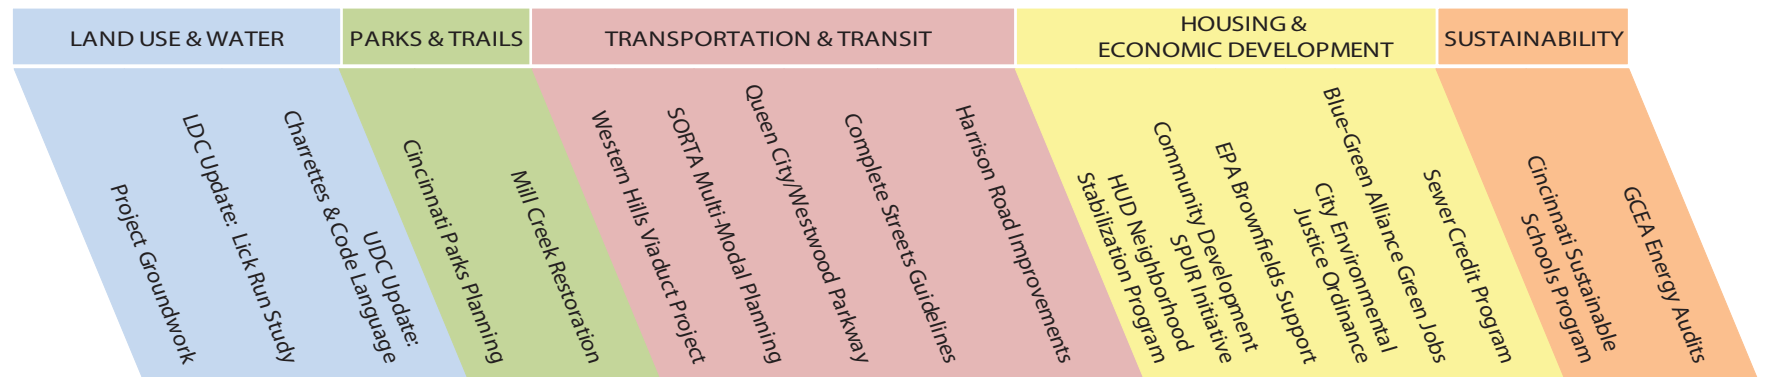 LAND USE & WATER
PARKS & TRAILS
TRANSPORTATION & TRANSIT
HOUSING &
ECONOMIC DEVELOPMENT
SUSTAINABILITY
Project Groundwork
LDC Update: Lick Run Study
UDC Update:
Charrettes & Code Language
Cincinnati Parks Planning
Mill Creek Restoration
Western Hills Viaduct Project
SORTA Multi-Modal Planning
Queen City/Westwood Parkway
Complete Streets Guidelines
Harrison Road Improvements
HUD Neighborhood
Stabilization Program
Community Development
SPUR Initiative
EPA Brownfields Support
City Environmental
Justice Ordinance
Blue-Green Alliance Green Jobs
Sewer Credit Program
Cincinnati Sustainable
Schools Program
GCEA Energy Audits